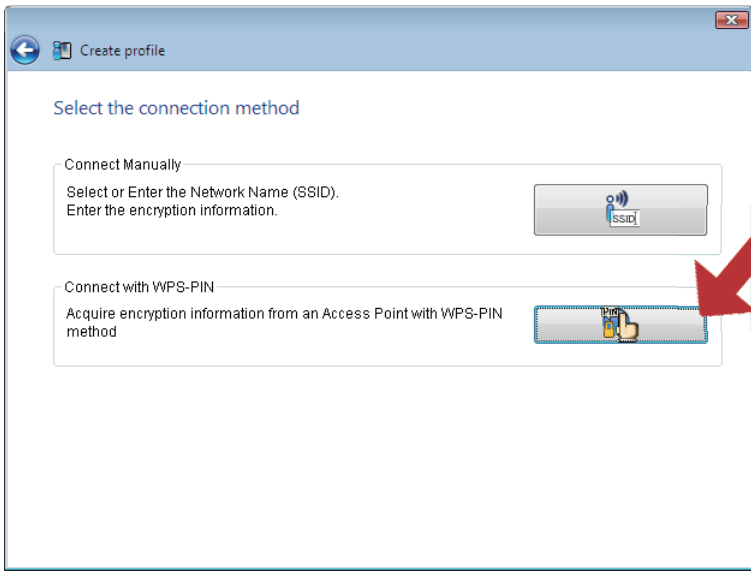 Create profile
Select the connection method
Connect Manually
Select or Enter the Network Name (SSID).
Enter the encryption information.
SSID
Connect with WPS-PIN
Acquire encryption information from an Access Point with WPS-PIN
method
PIN